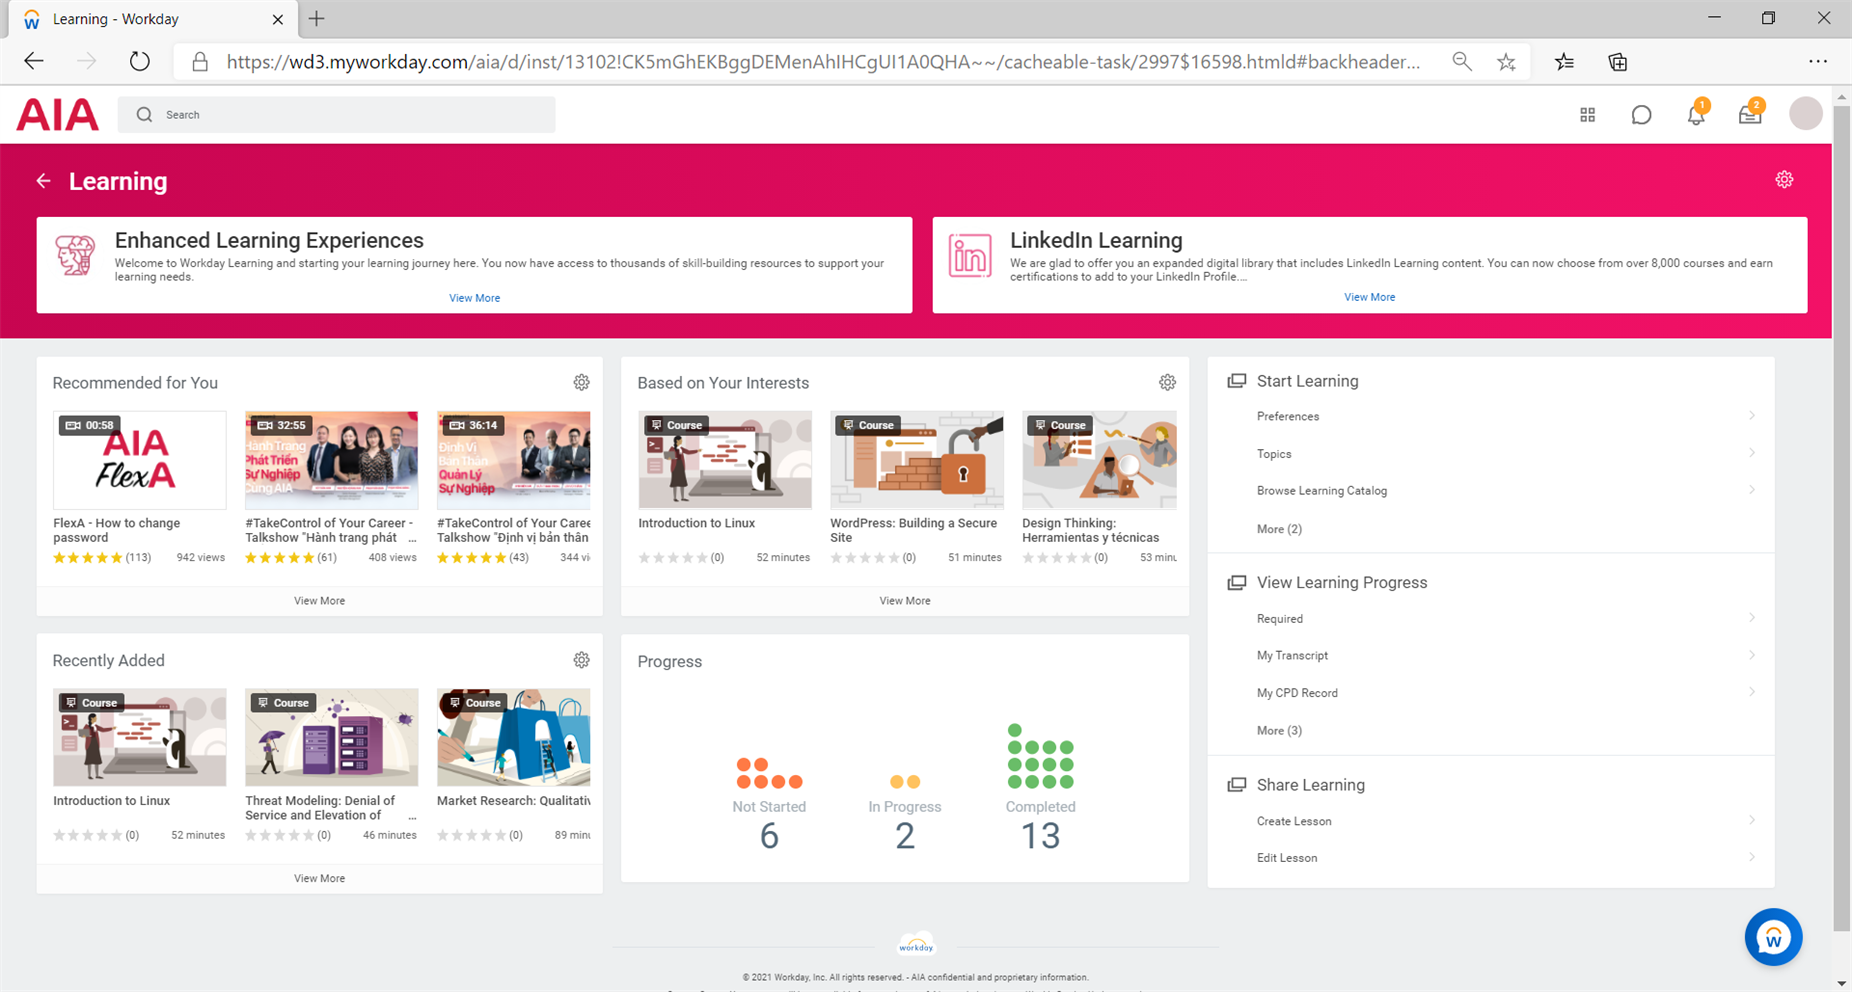 Learning - Workday
https://wd3.myworkday.com/aia/d/inst/13102!CK5mGhEKBggDEMenAhIHCgUI1A0QHA~~/cacheable-task/2997$16598.htmld#backheader...
AIA
Search
1
2
Learning
Enhanced Learning Experiences
Welcome to Workday Learning and starting your learning journey here. You now have access to thousands of skill-building resources to support your
learning needs.
View More
in
LinkedIn Learning
We are glad to offer you an expanded digital library that includes LinkedIn Learning content. You can now choose from over 8,000 courses and earn
certifications to add to your LinkedIn Profile....
View More
Recommended for You
00:58
AIA
FlexA
FlexA - How to change
password
(113) 942 views
32:55
Hành Trang
Phát Triển
Sự Nghiệp
Cùng AIA
#TakeControl of Your Career -
Talkshow "Hành trang phát ...
(61) 408 views
36:14
Định Vị
Bản Thân
Quản Lý
Sự Nghiệp
#TakeControl of Your Caree
Talkshow "Định vị bản thân
(43) 344 vi
View More
Based on Your Interests
Course
Introduction to Linux
(0) 52 minutes
Course
WordPress: Building a Secure
Site
(0) 51 minutes
Course
Design Thinking:
Herramientas y técnicas
(0) 53 minu
View More
Start Learning
Preferences
Topics
Browse Learning Catalog
More (2)
View Learning Progress
Required
My Transcript
My CPD Record
More (3)
Share Learning
Create Lesson
Edit Lesson
Recently Added
Course
Introduction to Linux
(0) 52 minutes
Course
Threat Modeling: Denial of
Service and Elevation of ...
(0) 46 minutes
Course
Market Research: Qualitativ
(0) 89 minu
View More
Progress
Not Started
6
In Progress
2
Completed
13
workday.
© 2021 Workday, Inc. All rights reserved. - AIA confidential and proprietary information.